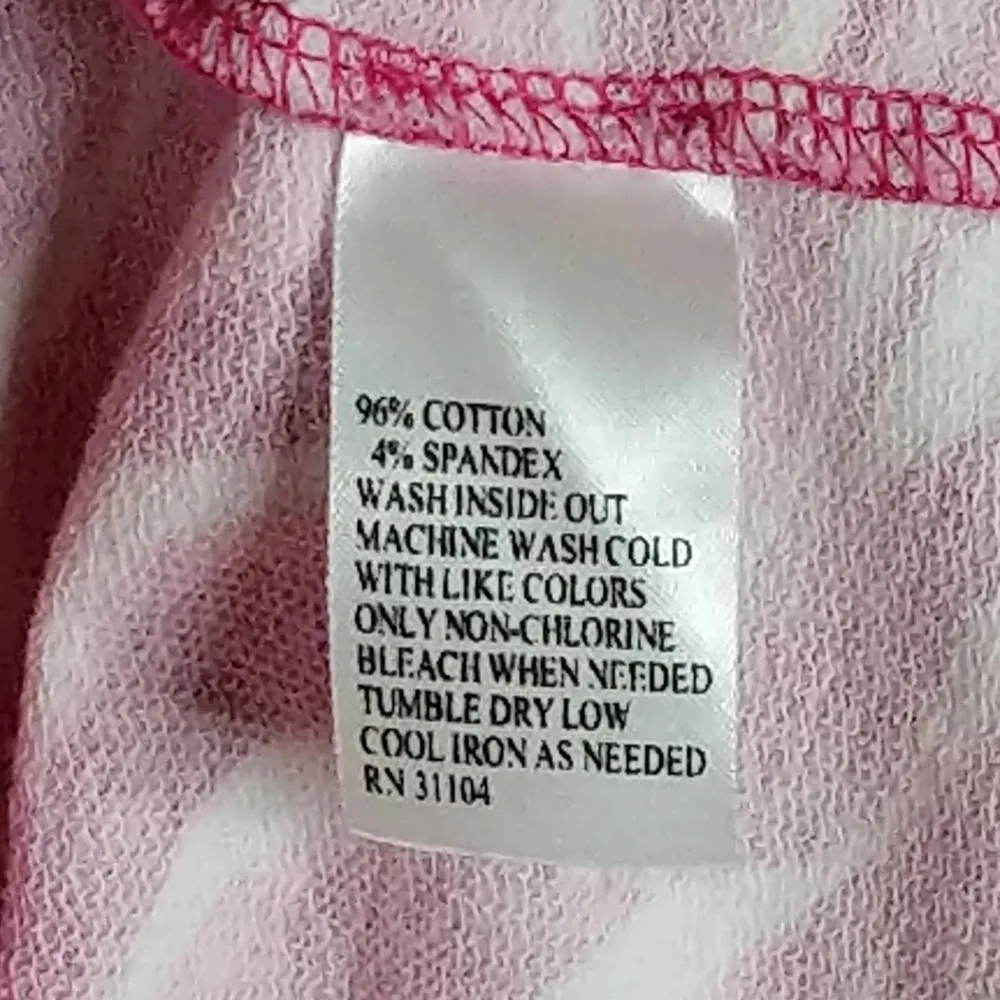 96% COTTON
4% SPANDEX
WASH INSIDE OUT
MACHINE WASH COLD
WITH LIKE COLORS
ONLY NON-CHLORINE
BLEACH WHEN NEEDED
TUMBLE DRY LOW
COOL IRON AS NEEDED
RN 31104